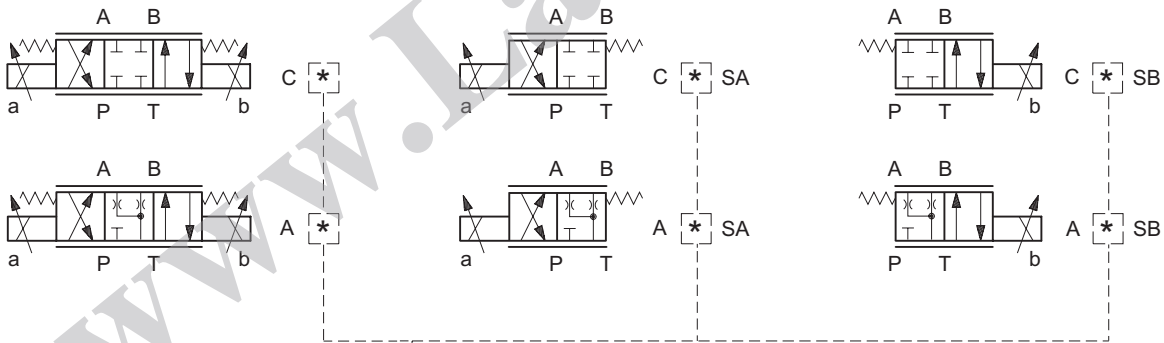 A B A B A B
C * C * SA C * SB
a P T b a P T P T b
A B A B A B
A * A * SA A * SB
a P T b a P T P T b
www.La